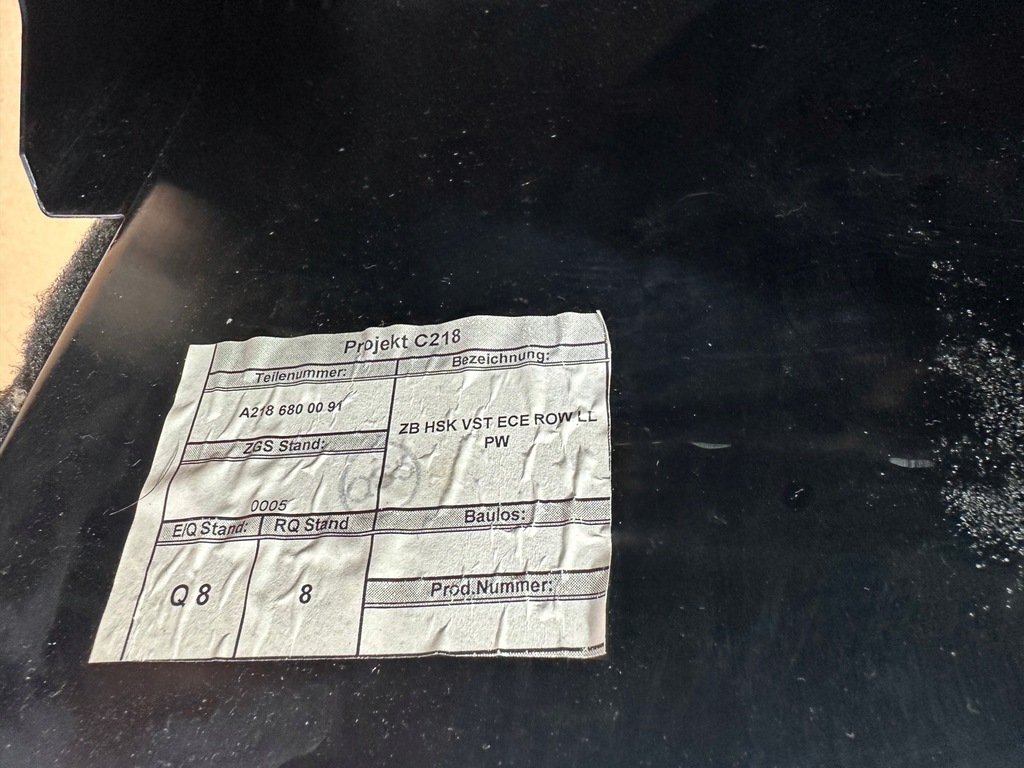 Projekt C218
Teilenummer:
Bezeichnung:
A218 680 00 91
ZB HSK VST ECE ROW LL
PW
ZGS Stand:
0005
E/Q Stand:
RQ Stand
Baulos:
Q 8
8
Prod.Nummer: